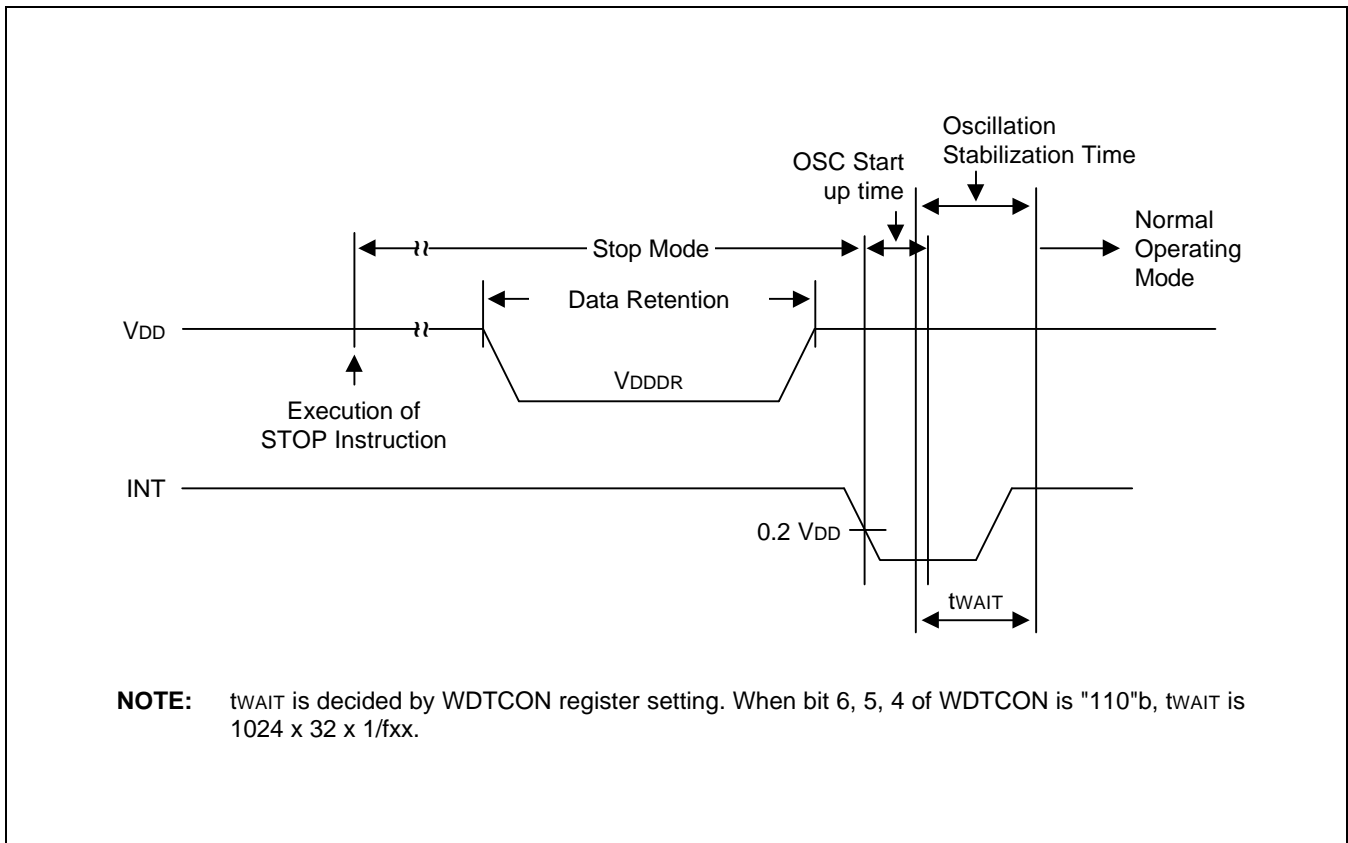 Oscillation
Stabilization Time
OSC Start
up time
Normal
Operating
Mode
Stop Mode
Data Retention
VDD
VDDDR
Execution of
STOP Instruction
INT
0.2 VDD
tWAIT
NOTE: tWAIT is decided by WDTCON register setting. When bit 6, 5, 4 of WDTCON is "110"b, tWAIT is
1024 x 32 x 1/fxx.